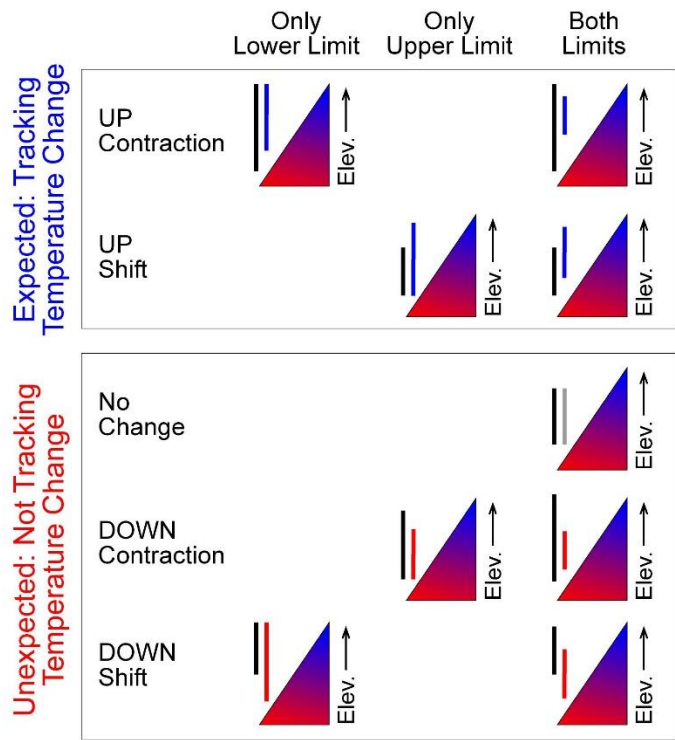 Only
Lower Limit
Only
Upper Limit
Both
Limits
Expected: Tracking
Temperature Change
UP
Contraction
Elev.
Elev.
UP
Shift
Elev.
Elev.
Unexpected: Not Tracking
Temperature Change
No
Change
Elev.
DOWN
Contraction
Elev.
Elev.
DOWN
Shift
Elev.
Elev.